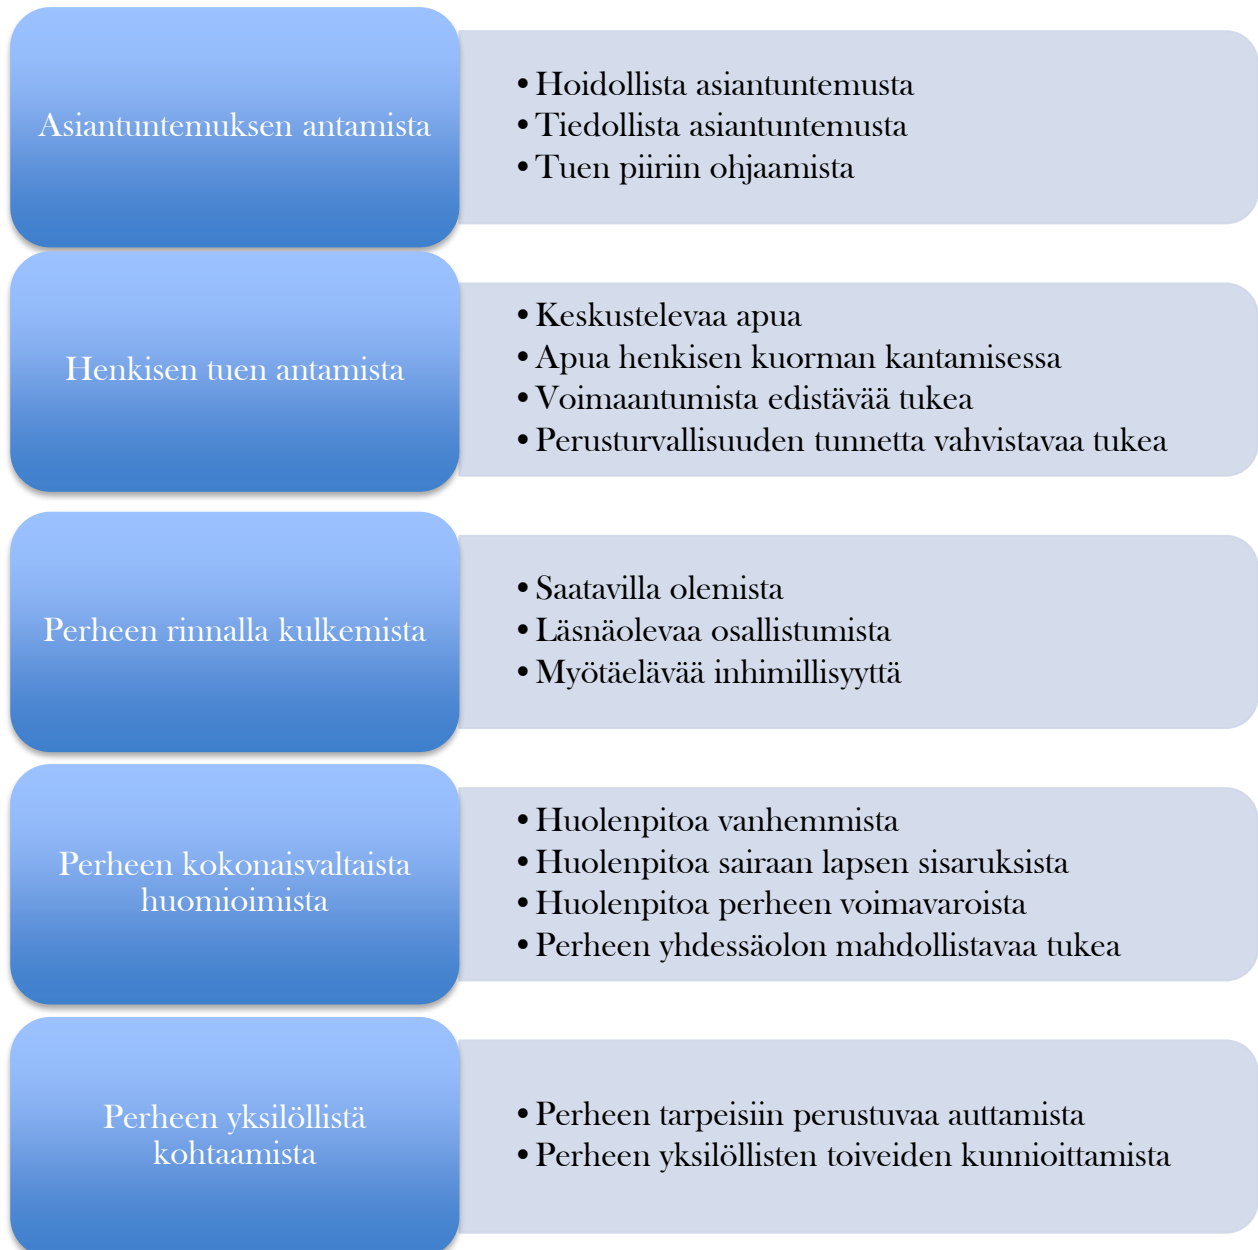 Asiantuntemuksen antamista
• Hoidollista asiantuntemusta
• Tiedollista asiantuntemusta
• Tuen piiriin ohjaamista
Henkisen tuen antamista
• Keskustelevaa apua
• Apua henkisen kuorman kantamisessa
• Voimaantumista edistävää tukea
• Perusturvallisuuden tunnetta vahvistavaa tukea
Perheen rinnalla kulkemista
• Saatavilla olemista
• Läsnäolevaa osallistumista
• Myötäelävää inhimillisyyttä
Perheen kokonaisvaltaista
huomioimista
• Huolenpitoa vanhemmista
• Huolenpitoa sairaan lapsen sisaruksista
• Huolenpitoa perheen voimavaroista
• Perheen yhdessäolon mahdollistavaa tukea
Perheen yksilöllistä
kohtaamista
• Perheen tarpeisiin perustuvaa auttamista
• Perheen yksilöllisten toiveiden kunnioittamista